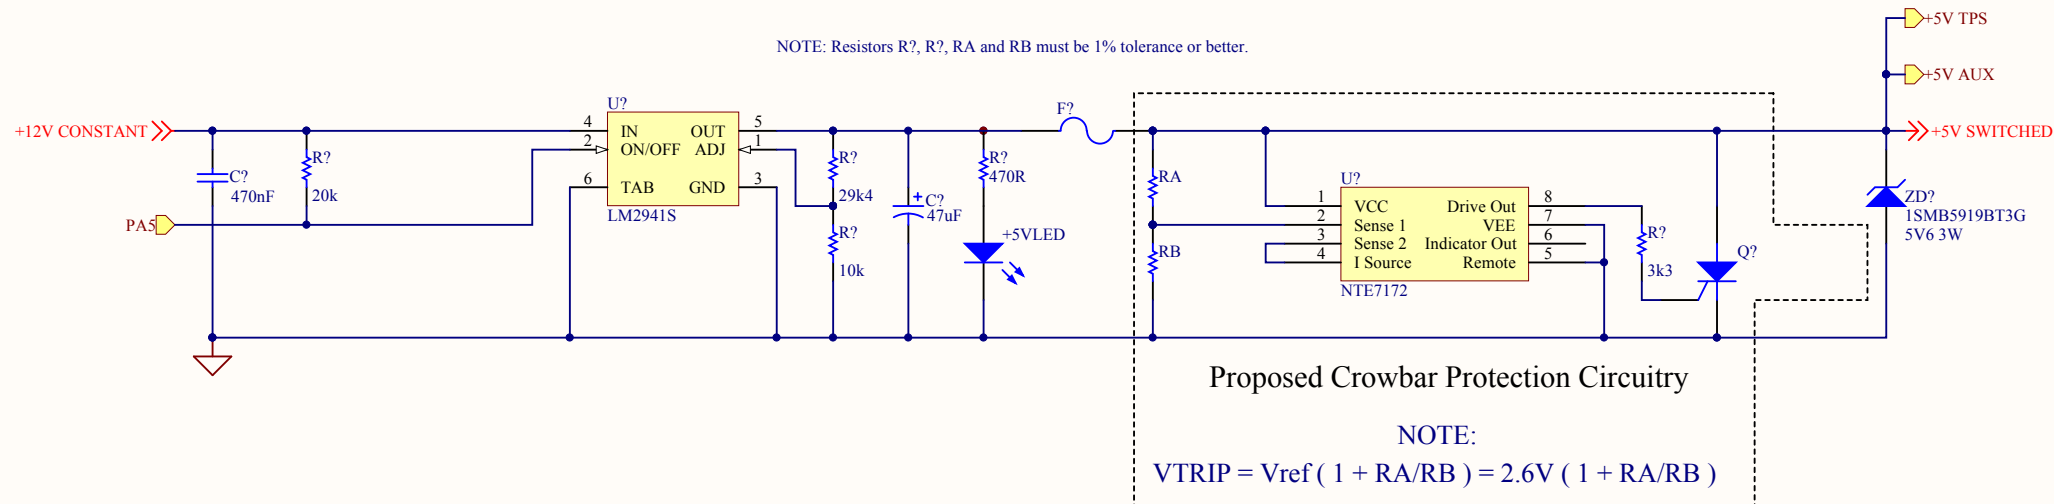 +5V TPS
NOTE: Resistors R?, R?, RA and RB must be 1% tolerance or better.
+5V AUX
+12V CONSTANT
U?
4 IN OUT 5
2 ON/OFF ADJ 1
6 TAB GND 3
LM2941S
F?
+5V SWITCHED
C?
470nF
R?
20k
PA5
R?
29k4
R?
10k
C?
47uF
R?
470R
+5VLED
RA
RB
U?
1 VCC Drive Out 8
2 Sense 1 VEE 7
3 Sense 2 Indicator Out 6
4 I Source Remote 5
NTE7172
R?
3k3
Q?
ZD?
1SMB5919BT3G
5V6 3W
Proposed Crowbar Protection Circuitry
NOTE:
VTRIP = Vref ( 1 + RA/RB ) = 2.6V ( 1 + RA/RB )